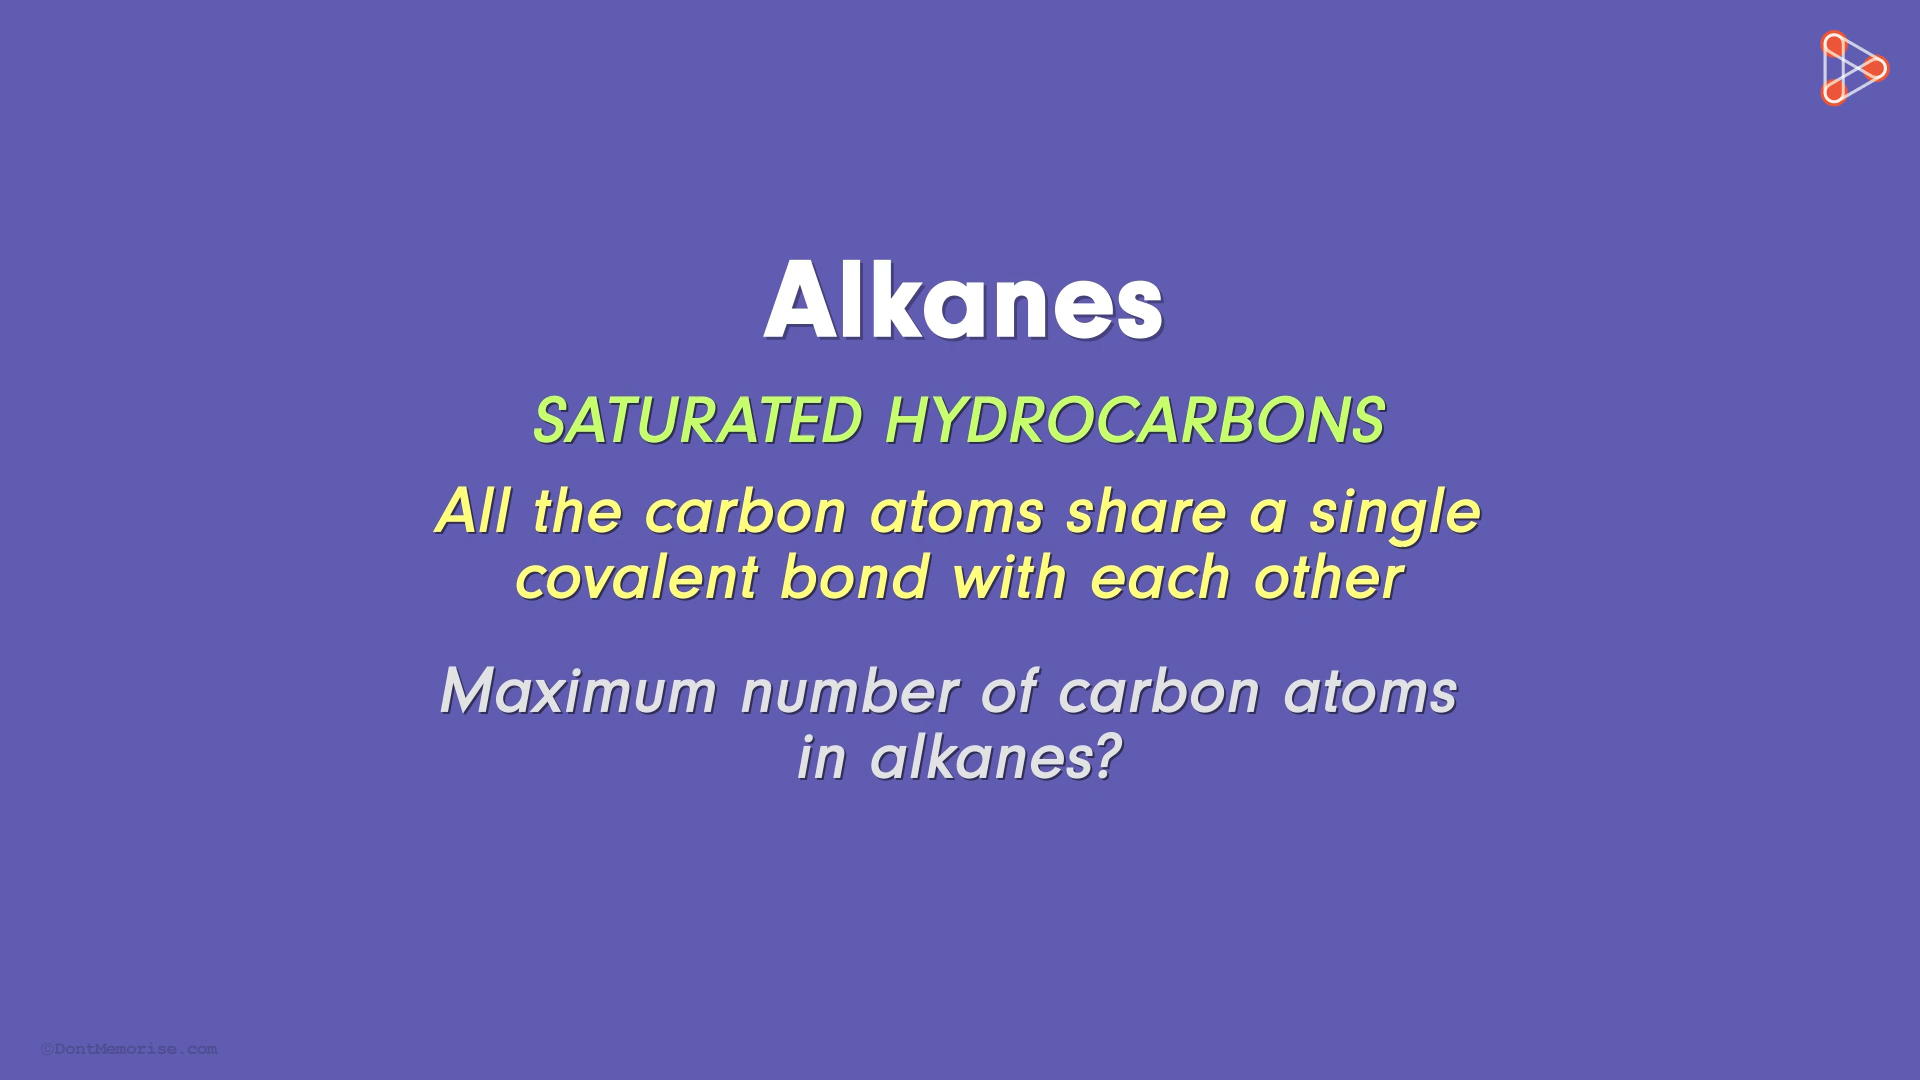 Alkanes
SATURATED HYDROCARBONS
All the carbon atoms share a single
covalent bond with each other
Maximum number of carbon atoms
in alkanes?
©DontMemorise.com